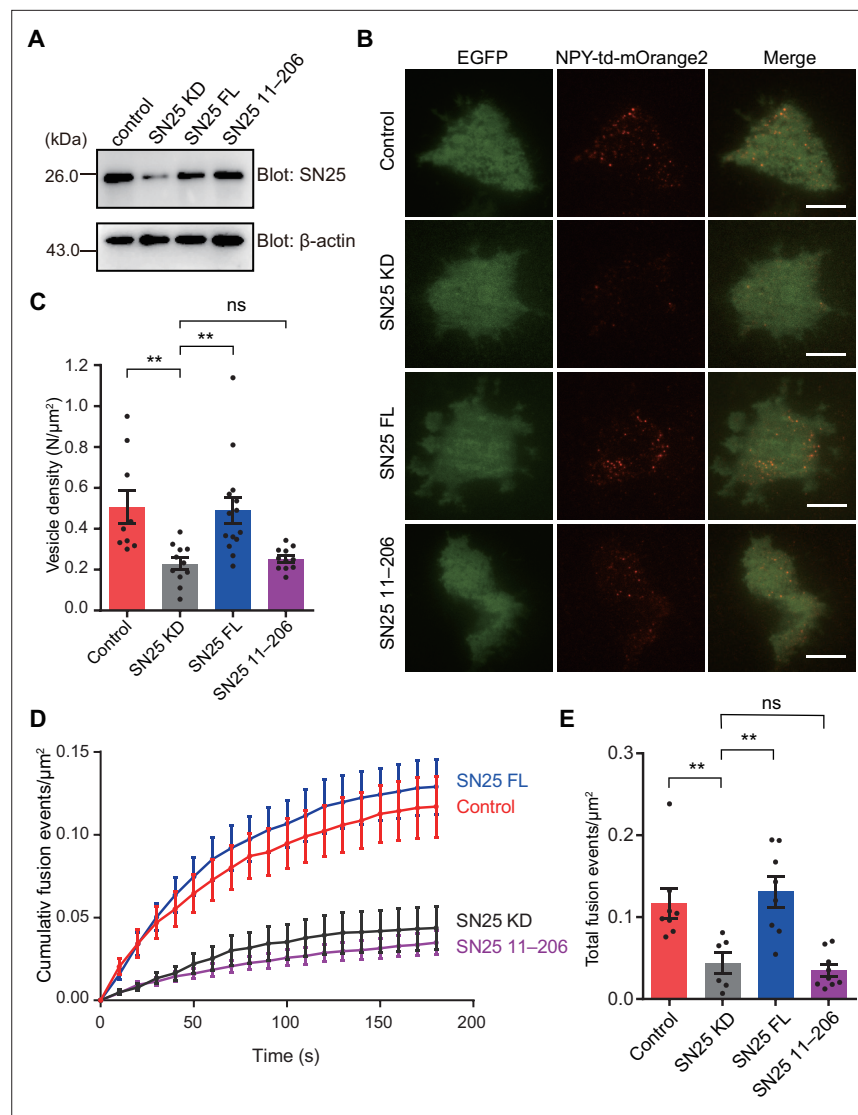 A
control
SN25 KD
SN25 FL
SN25 11–206
(kDa)
26.0
Blot: SN25
43.0
Blot: β-actin
B
EGFP
NPY-td-mOrange2
Merge
Control
SN25 KD
SN25 FL
SN25 11–206
C
ns
**
**
Vesicle density (N/μm²)
1.2
1.0
0.8
0.6
0.4
0.2
0.0
Control
SN25 KD
SN25 FL
SN25 11–206
D
Cumulativ fusion events/μm²
0.15
0.10
0.05
0.00
SN25 FL
Control
SN25 KD
SN25 11–206
0
50
100
150
200
Time (s)
E
ns
**
**
Total fusion events/μm²
0.3
0.2
0.1
0.0
Control
SN25 KD
SN25 FL
SN25 11–206